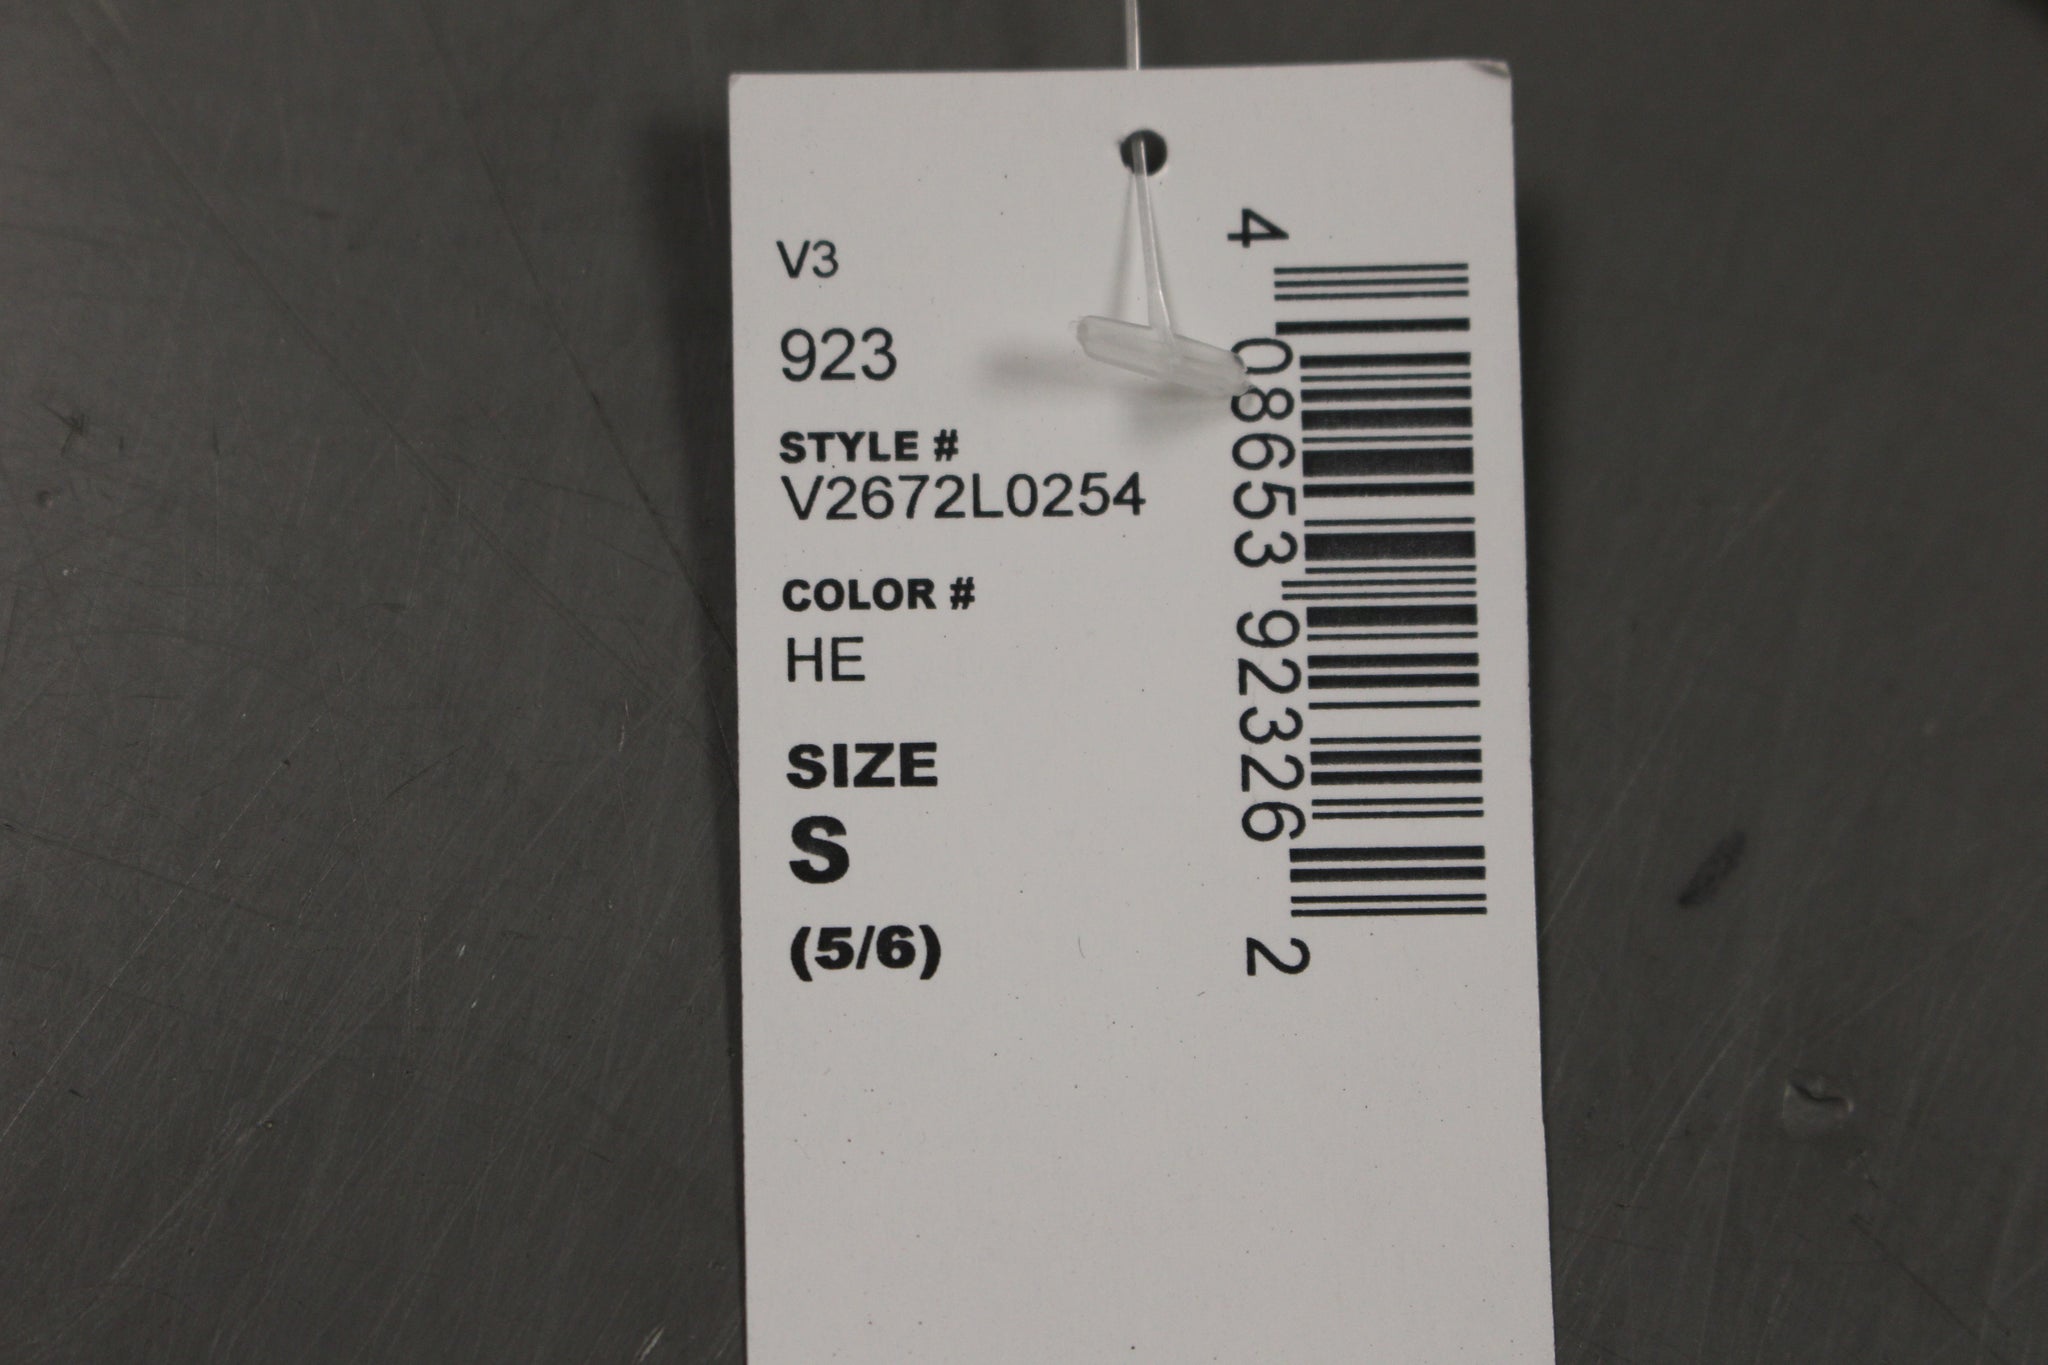 V3
923
STYLE #
V2672L0254
COLOR #
HE
SIZE
S
(5/6)
4 08653 92326 2